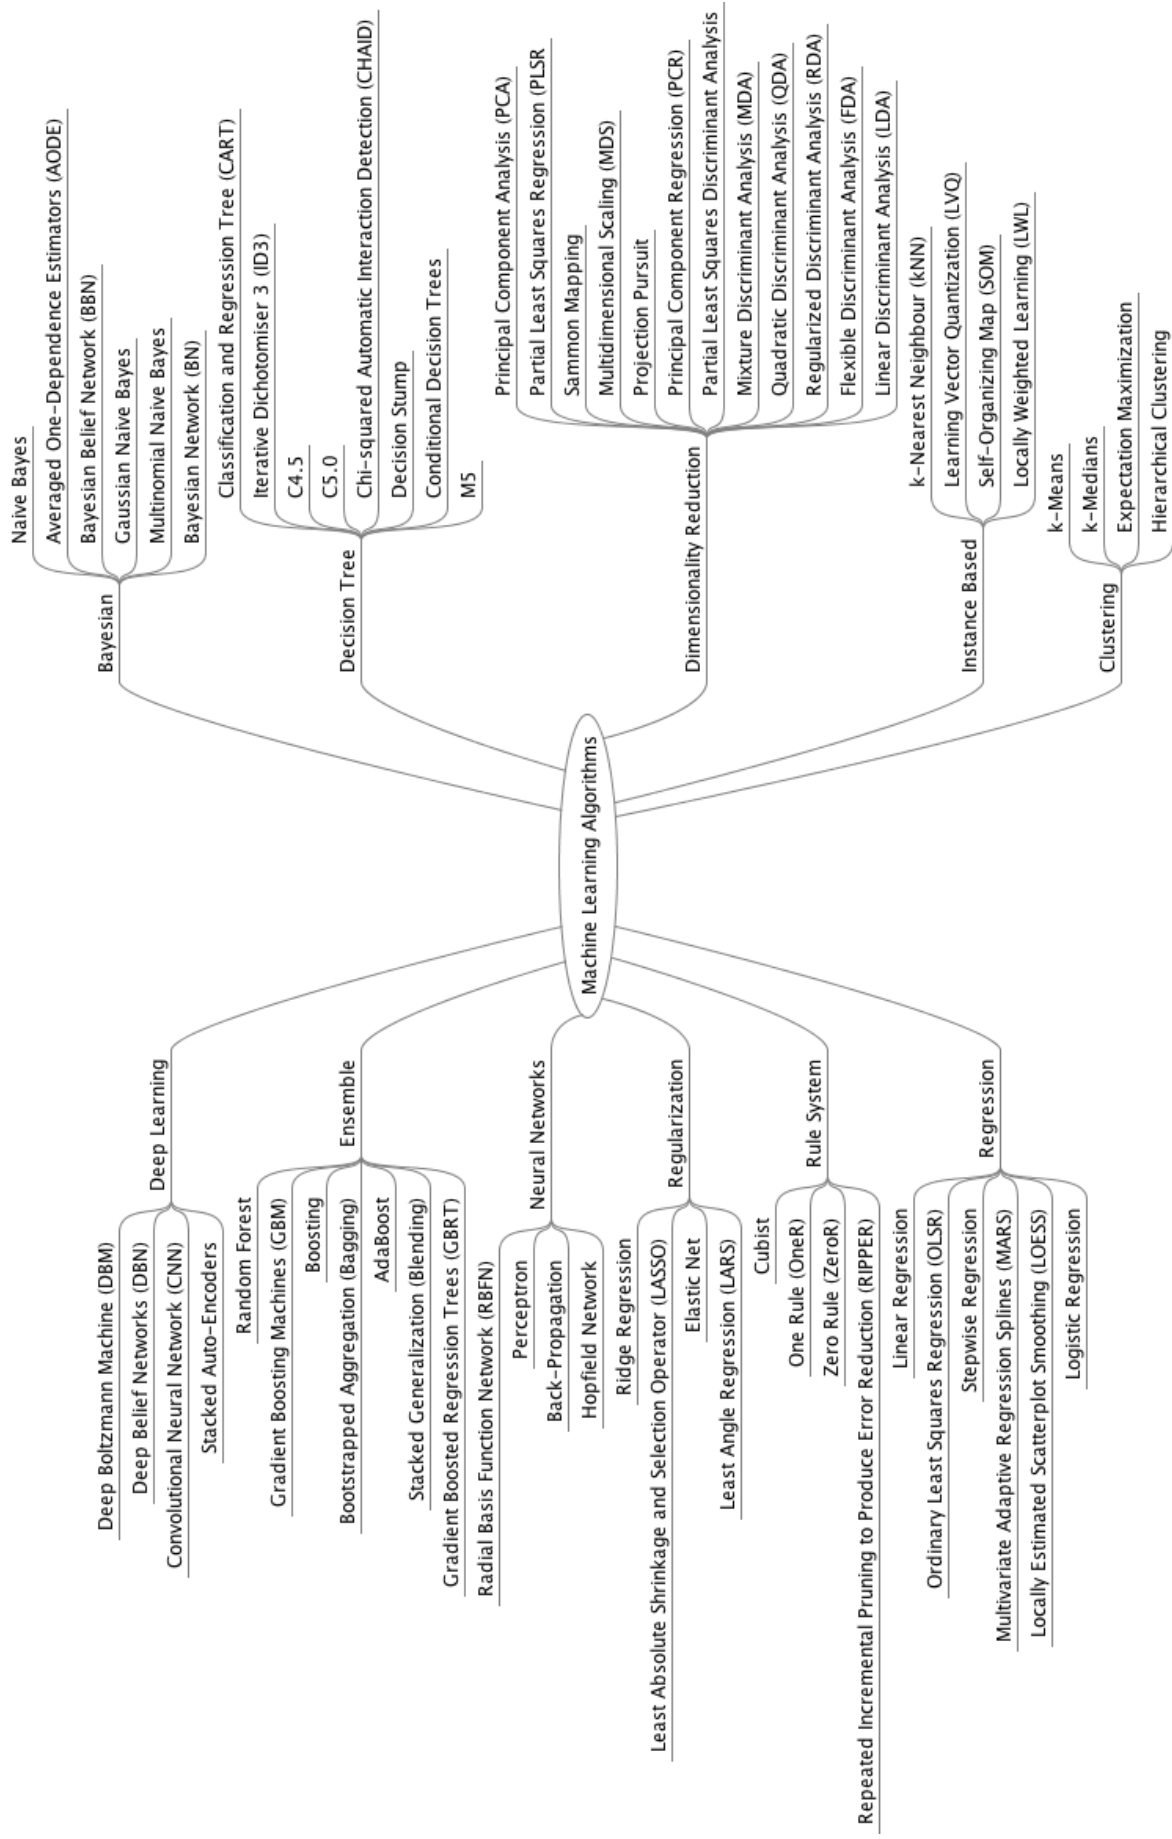 Machine Learning Algorithms
Deep Learning
Deep Boltzmann Machine (DBM)
Deep Belief Networks (DBN)
Convolutional Neural Network (CNN)
Stacked Auto-Encoders
Ensemble
Random Forest
Gradient Boosting Machines (GBM)
Boosting
Bootstrapped Aggregation (Bagging)
AdaBoost
Stacked Generalization (Blending)
Gradient Boosted Regression Trees (GBRT)
Neural Networks
Radial Basis Function Network (RBFN)
Perceptron
Back-Propagation
Hopfield Network
Regularization
Ridge Regression
Least Absolute Shrinkage and Selection Operator (LASSO)
Elastic Net
Least Angle Regression (LARS)
Rule System
Cubist
One Rule (OneR)
Zero Rule (ZeroR)
Repeated Incremental Pruning to Produce Error Reduction (RIPPER)
Regression
Linear Regression
Ordinary Least Squares Regression (OLSR)
Stepwise Regression
Multivariate Adaptive Regression Splines (MARS)
Locally Estimated Scatterplot Smoothing (LOESS)
Logistic Regression
Bayesian
Naive Bayes
Averaged One-Dependence Estimators (AODE)
Bayesian Belief Network (BBN)
Gaussian Naive Bayes
Multinomial Naive Bayes
Bayesian Network (BN)
Decision Tree
Classification and Regression Tree (CART)
Iterative Dichotomiser 3 (ID3)
C4.5
C5.0
Chi-squared Automatic Interaction Detection (CHAID)
Decision Stump
Conditional Decision Trees
M5
Dimensionality Reduction
Principal Component Analysis (PCA)
Partial Least Squares Regression (PLSR
Sammon Mapping
Multidimensional Scaling (MDS)
Projection Pursuit
Principal Component Regression (PCR)
Partial Least Squares Discriminant Analysis
Mixture Discriminant Analysis (MDA)
Quadratic Discriminant Analysis (QDA)
Regularized Discriminant Analysis (RDA)
Flexible Discriminant Analysis (FDA)
Linear Discriminant Analysis (LDA)
Instance Based
k-Nearest Neighbour (kNN)
Learning Vector Quantization (LVQ)
Self-Organizing Map (SOM)
Locally Weighted Learning (LWL)
Clustering
k-Means
k-Medians
Expectation Maximization
Hierarchical Clustering